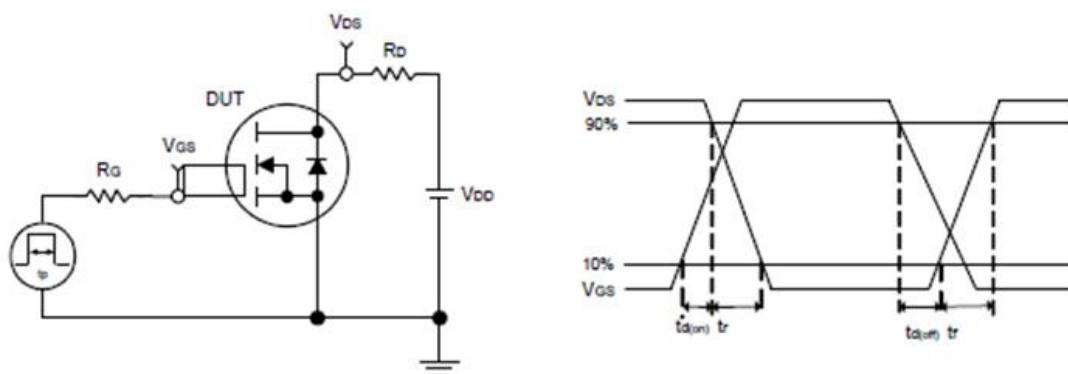 VDS
RD
DUT
VGS
RG
VDD
tp
VDS
90%
10%
VGS
td(on) tr
td(off) tr